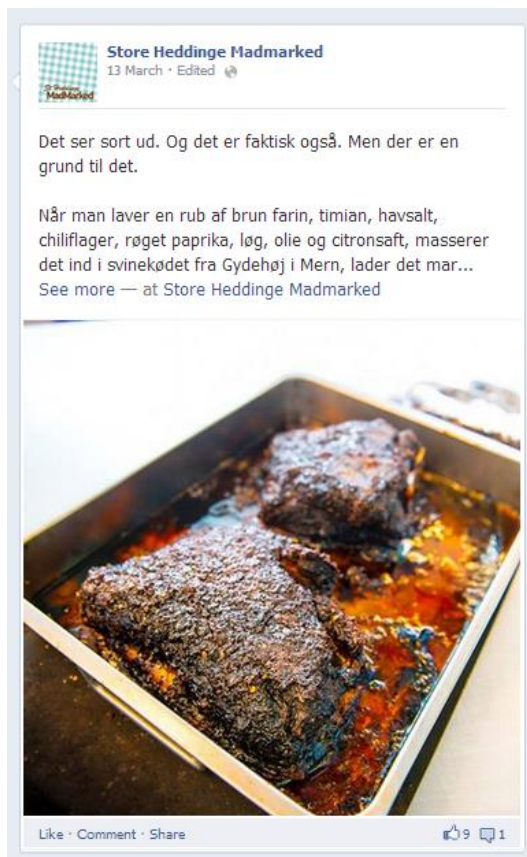 Store Heddinge Madmarked
13 March · Edited
MadMarked
Det ser sort ud. Og det er faktisk også. Men der er en
grund til det.
Når man laver en rub af brun farin, timian, havsalt,
chiliflager, røget paprika, løg, olie og citronsaft, masserer
det ind i svinekødet fra Gydehøj i Mern, lader det mar...
See more — at Store Heddinge Madmarked
Like · Comment · Share
9 1